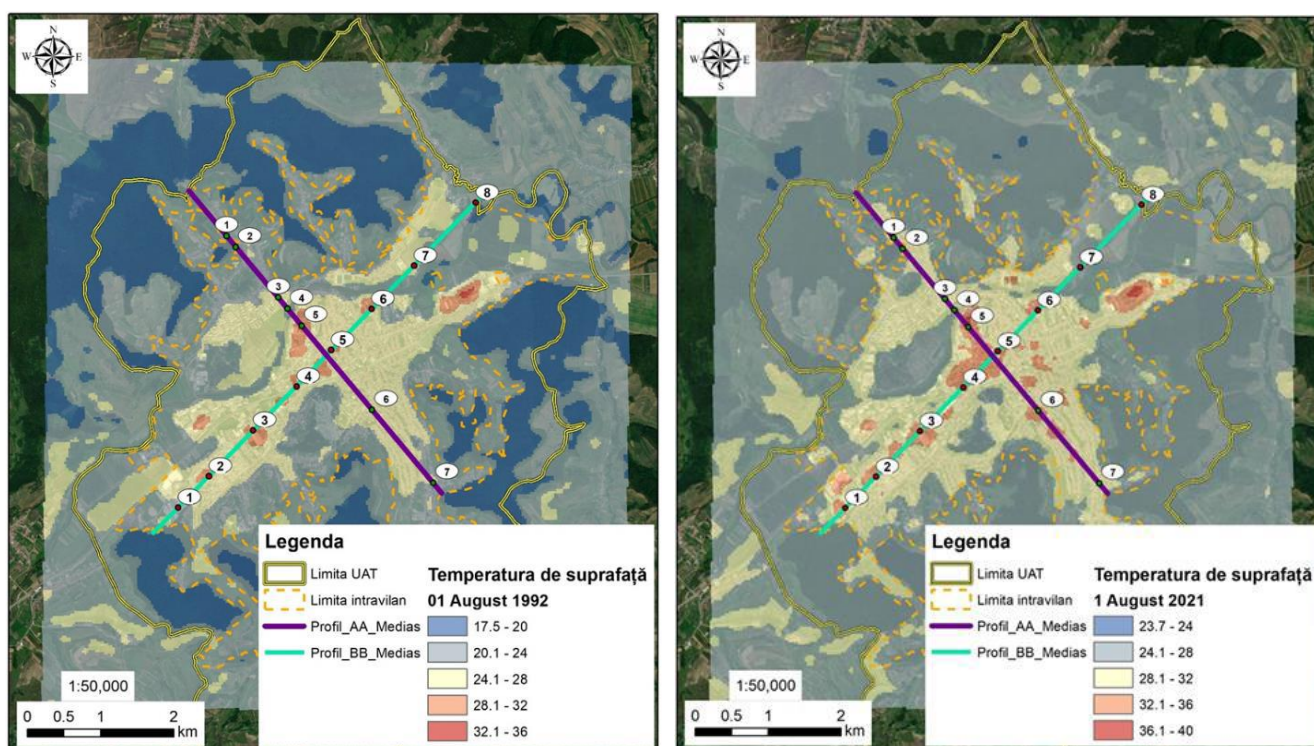 N
W E
S
1
2
3
4
5
6
7
8
7
6
5
4
3
2
1
Legenda
Limita UAT
Limita intravilan
Profil_AA_Medias
Profil_BB_Medias
1:50,000
0 0.5 1 2
km
Temperatura de suprafață
01 August 1992
17.5 - 20
20.1 - 24
24.1 - 28
28.1 - 32
32.1 - 36
N
W E
S
1
2
3
4
5
6
7
8
7
6
5
4
3
2
1
Legenda
Limita UAT
Limita intravilan
Profil_AA_Medias
Profil_BB_Medias
1:50,000
0 0.5 1 2
km
Temperatura de suprafață
1 August 2021
23.7 - 24
24.1 - 28
28.1 - 32
32.1 - 36
36.1 - 40